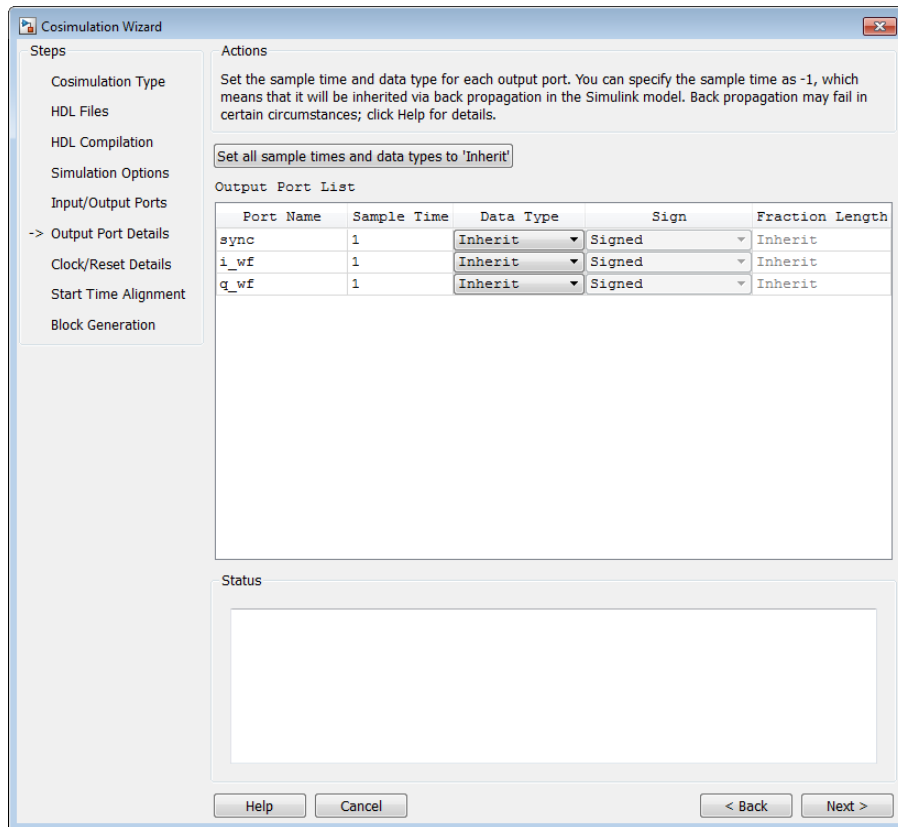 Cosimulation Wizard
Steps
Cosimulation Type
HDL Files
HDL Compilation
Simulation Options
Input/Output Ports
-> Output Port Details
Clock/Reset Details
Start Time Alignment
Block Generation
Actions
Set the sample time and data type for each output port. You can specify the sample time as -1, which
means that it will be inherited via back propagation in the Simulink model. Back propagation may fail in
certain circumstances; click Help for details.
Set all sample times and data types to 'Inherit'
Output Port List
Port Name Sample Time Data Type Sign Fraction Length
sync 1 Inherit Signed Inherit
i_wf 1 Inherit Signed Inherit
q_wf 1 Inherit Signed Inherit
Status
Help Cancel < Back Next >